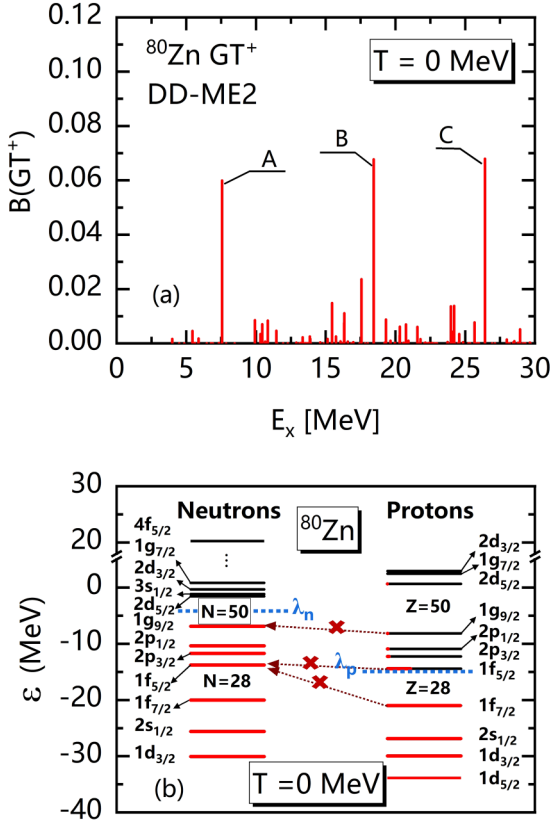 0.12
0.10
0.08
0.06
0.04
0.02
0.00
B(GT⁺)
⁸⁰Zn GT⁺
DD-ME2
T = 0 MeV
A
B
C
(a)
0 5 10 15 20 25 30
Eₓ [MeV]
20
0
-10
-20
-30
-40
ε (MeV)
Neutrons
⁸⁰Zn
Protons
4f₅/₂
1g₇/₂
2d₃/₂
3s₁/₂
2d₅/₂
1g₉/₂
2p₁/₂
2p₃/₂
1f₅/₂
1f₇/₂
2s₁/₂
1d₃/₂
⋮
N=50
N=28
λₙ
λₚ
Z=50
Z=28
2d₃/₂
1g₇/₂
2d₅/₂
1g₉/₂
2p₁/₂
2p₃/₂
1f₅/₂
1f₇/₂
2s₁/₂
1d₃/₂
1d₅/₂
(b)
T =0 MeV